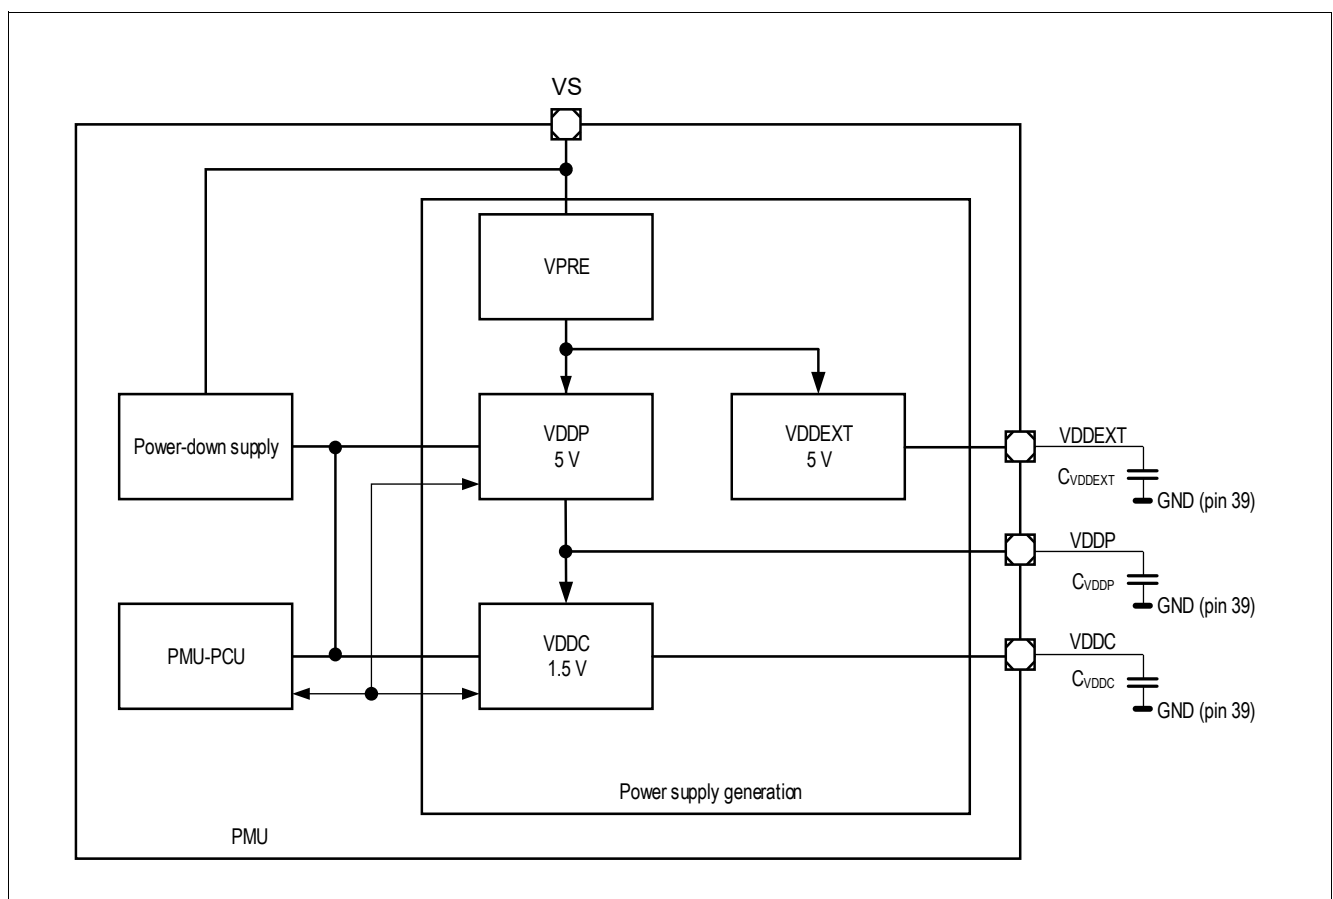 VS
VPRE
Power-down supply
VDDP
5 V
VDDEXT
5 V
VDDEXT
CVDDEXT
GND (pin 39)
VDDP
CVDDP
GND (pin 39)
PMU-PCU
VDDC
1.5 V
VDDC
CVDDC
GND (pin 39)
Power supply generation
PMU